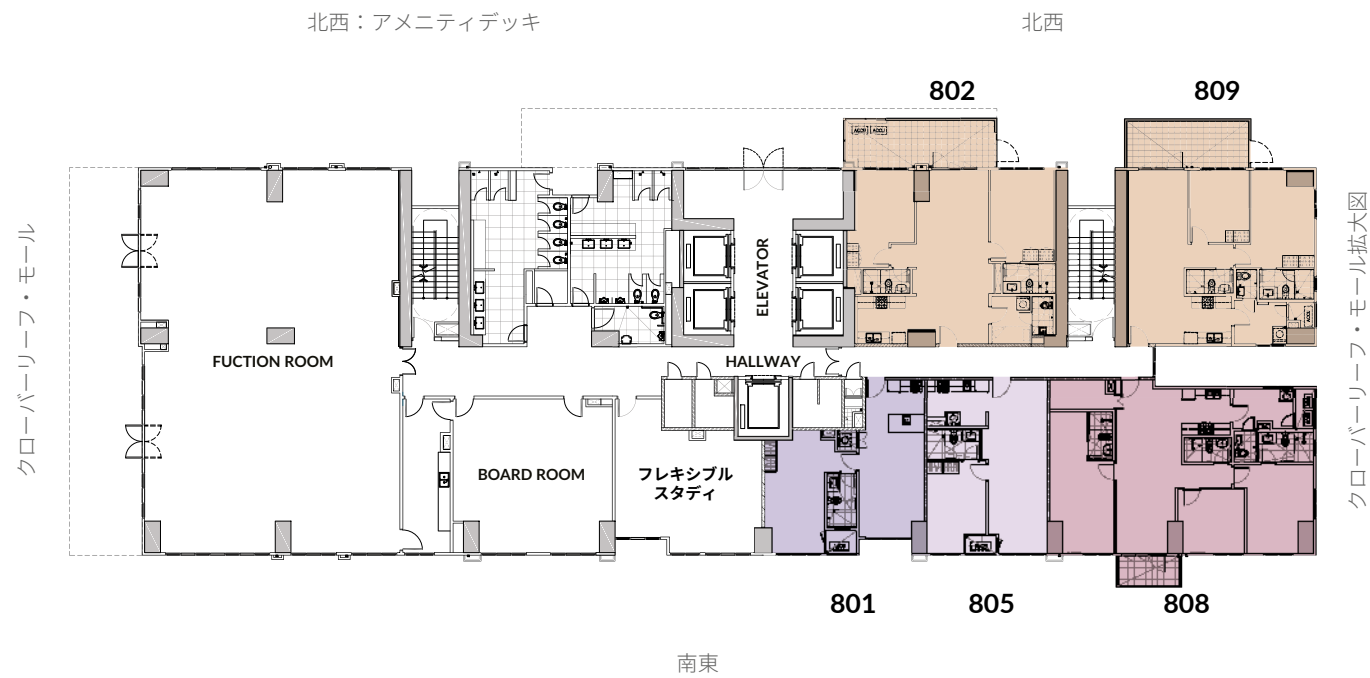 北西：アメニティデッキ
北西
802
809
クローバーリーフ・モール
クローバーリーフ・モール拡大図
ELEVATOR
FUCTION ROOM
HALLWAY
BOARD ROOM
フレキシブル
スタディ
801
805
808
南東